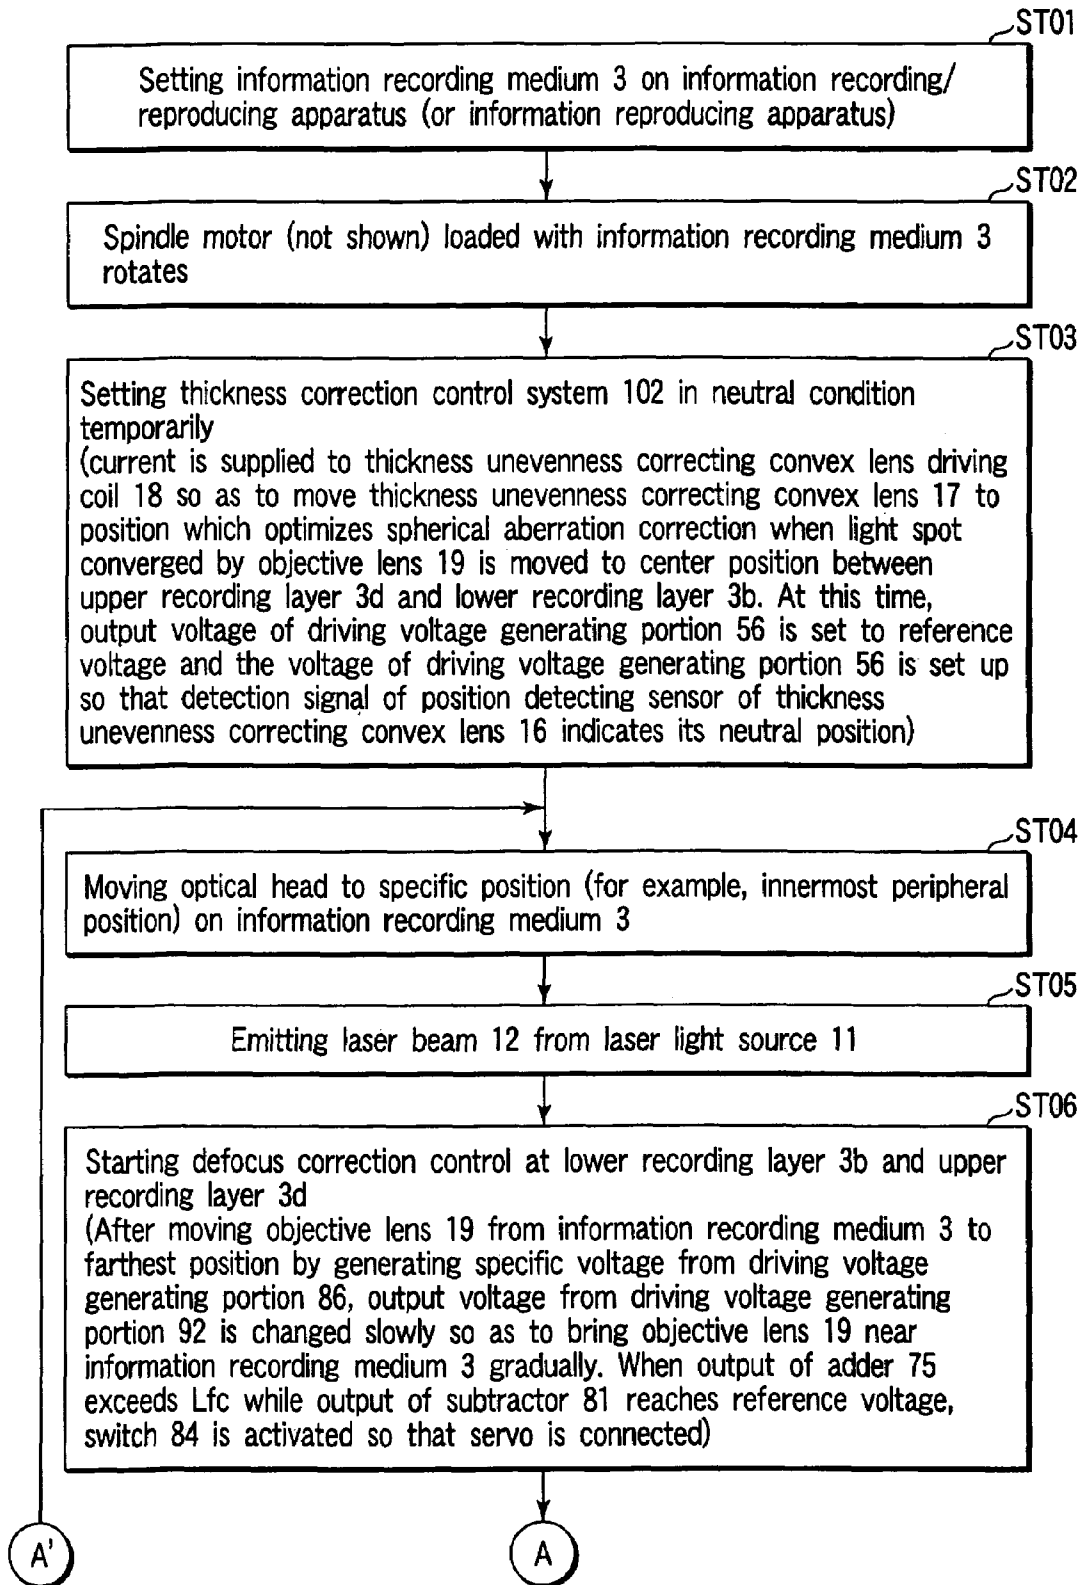 ST01
Setting information recording medium 3 on information recording/
reproducing apparatus (or information reproducing apparatus)
ST02
Spindle motor (not shown) loaded with information recording medium 3
rotates
ST03
Setting thickness correction control system 102 in neutral condition
temporarily
(current is supplied to thickness unevenness correcting convex lens driving
coil 18 so as to move thickness unevenness correcting convex lens 17 to
position which optimizes spherical aberration correction when light spot
converged by objective lens 19 is moved to center position between
upper recording layer 3d and lower recording layer 3b. At this time,
output voltage of driving voltage generating portion 56 is set to reference
voltage and the voltage of driving voltage generating portion 56 is set up
so that detection signal of position detecting sensor of thickness
unevenness correcting convex lens 16 indicates its neutral position)
ST04
Moving optical head to specific position (for example, innermost peripheral
position) on information recording medium 3
ST05
Emitting laser beam 12 from laser light source 11
ST06
Starting defocus correction control at lower recording layer 3b and upper
recording layer 3d
(After moving objective lens 19 from information recording medium 3 to
farthest position by generating specific voltage from driving voltage
generating portion 86, output voltage from driving voltage generating
portion 92 is changed slowly so as to bring objective lens 19 near
information recording medium 3 gradually. When output of adder 75
exceeds Lfc while output of subtractor 81 reaches reference voltage,
switch 84 is activated so that servo is connected)
A'
A